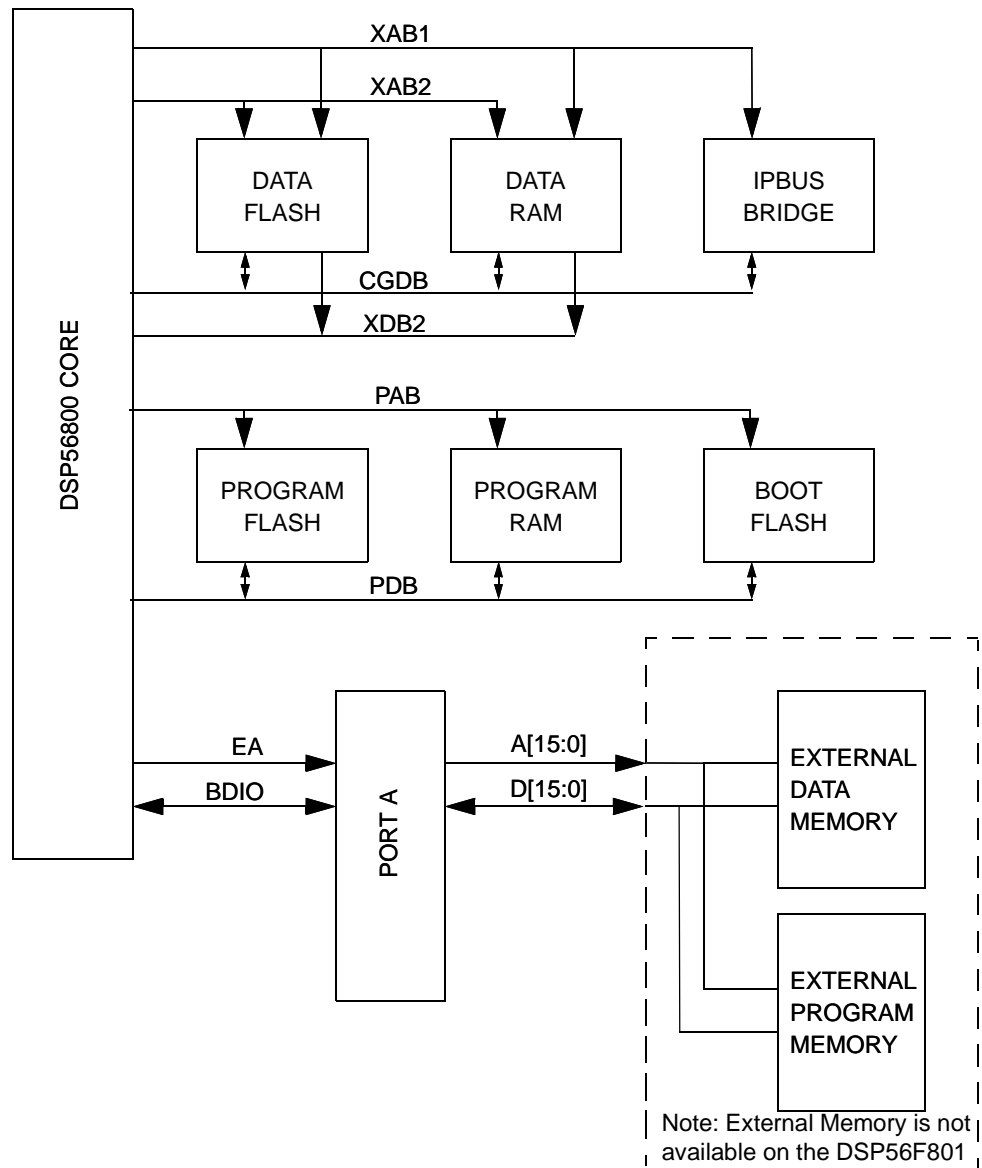 XAB1
XAB2
DATA
FLASH
DATA
RAM
IPBUS
BRIDGE
CGDB
XDB2
DSP56800 CORE
PAB
PROGRAM
FLASH
PROGRAM
RAM
BOOT
FLASH
PDB
EA
BDIO
PORT A
A[15:0]
D[15:0]
EXTERNAL
DATA
MEMORY
EXTERNAL
PROGRAM
MEMORY
Note: External Memory is not
available on the DSP56F801